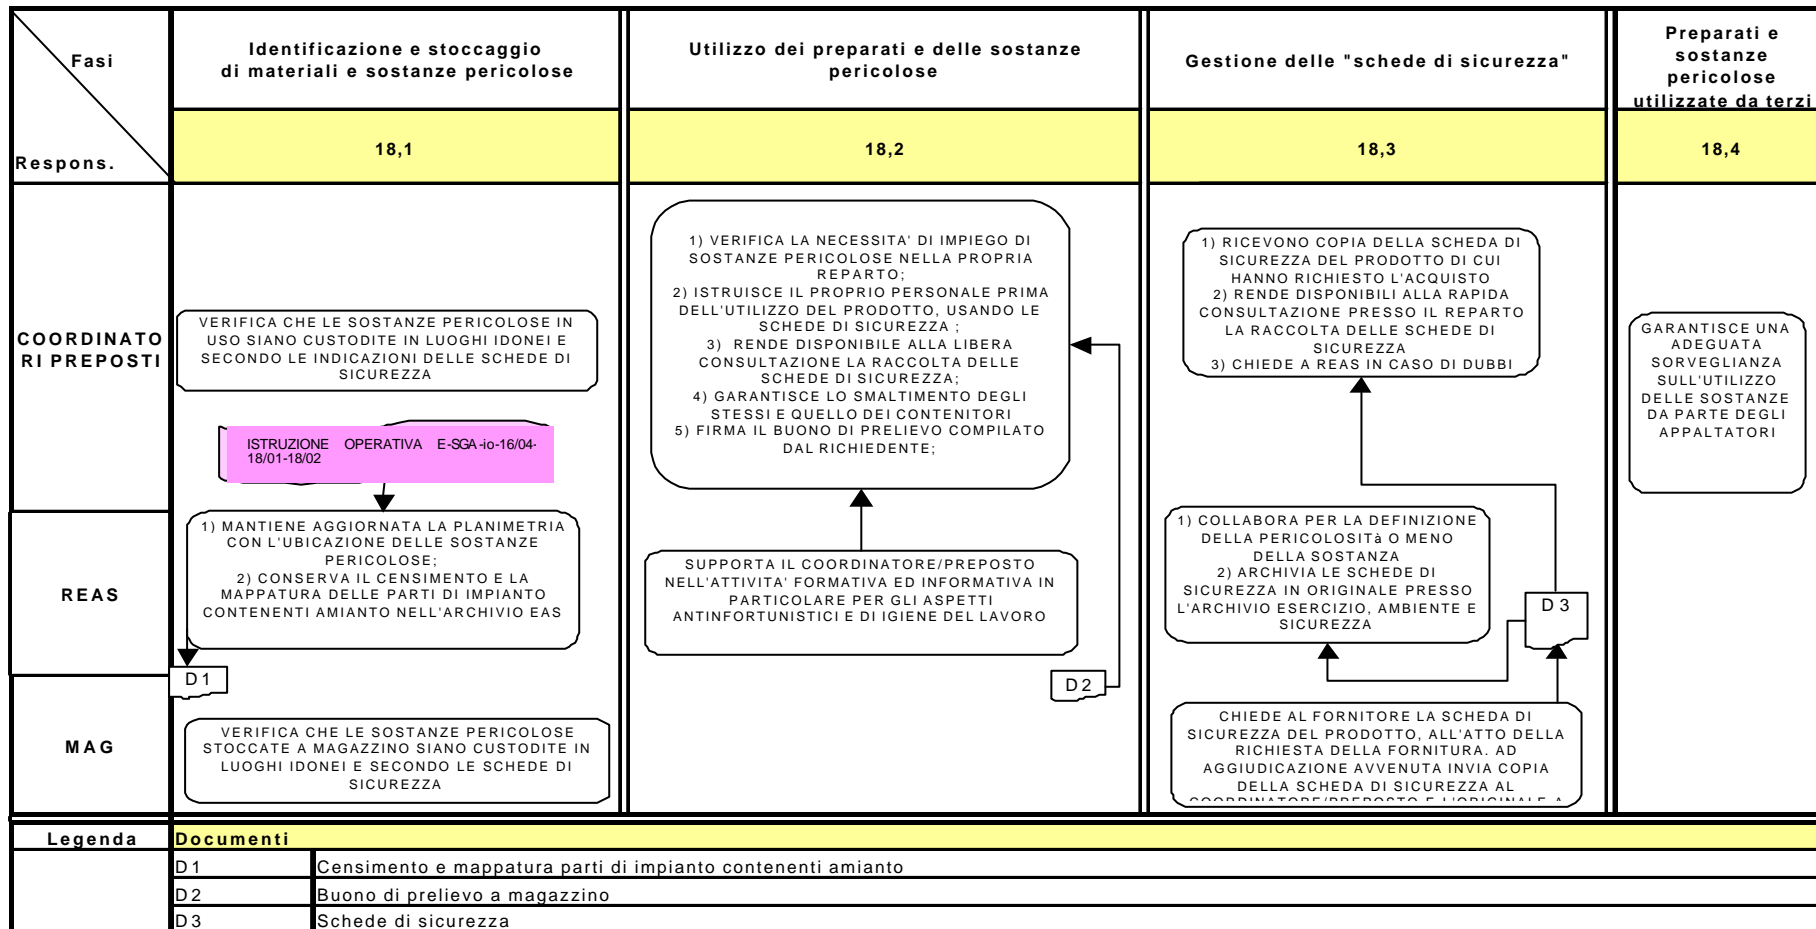 Fasi
Respons.
Identificazione e stoccaggio
di materiali e sostanze pericolose
Utilizzo dei preparati e delle sostanze
pericolose
Gestione delle "schede di sicurezza"
Preparati e
sostanze
pericolose
utilizzate da terzi
18,1
18,2
18,3
18,4
COORDINATO
RI PREPOSTI
VERIFICA CHE LE SOSTANZE PERICOLOSE IN
USO SIANO CUSTODITE IN LUOGHI IDONEI E
SECONDO LE INDICAZIONI DELLE SCHEDE DI
SICUREZZA
ISTRUZIONE OPERATIVA E-SGA-io-16/04-
18/01-18/02
1) VERIFICA LA NECESSITA' DI IMPIEGO DI
SOSTANZE PERICOLOSE NELLA PROPRIA
REPARTO;
2) ISTRUISCE IL PROPRIO PERSONALE PRIMA
DELL'UTILIZZO DEL PRODOTTO, USANDO LE
SCHEDE DI SICUREZZA ;
3) RENDE DISPONIBILE ALLA LIBERA
CONSULTAZIONE LA RACCOLTA DELLE
SCHEDE DI SICUREZZA;
4) GARANTISCE LO SMALTIMENTO DEGLI
STESSI E QUELLO DEI CONTENITORI
5) FIRMA IL BUONO DI PRELIEVO COMPILATO
DAL RICHIEDENTE;
1) RICEVONO COPIA DELLA SCHEDA DI
SICUREZZA DEL PRODOTTO DI CUI
HANNO RICHIESTO L'ACQUISTO
2) RENDE DISPONIBILI ALLA RAPIDA
CONSULTAZIONE PRESSO IL REPARTO
LA RACCOLTA DELLE SCHEDE DI
SICUREZZA
3) CHIEDE A REAS IN CASO DI DUBBI
GARANTISCE UNA
ADEGUATA
SORVEGLIANZA
SULL'UTILIZZO
DELLE SOSTANZE
DA PARTE DEGLI
APPALTATORI
REAS
1) MANTIENE AGGIORNATA LA PLANIMETRIA
CON L'UBICAZIONE DELLE SOSTANZE
PERICOLOSE;
2) CONSERVA IL CENSIMENTO E LA
MAPPATURA DELLE PARTI DI IMPIANTO
CONTENENTI AMIANTO NELL'ARCHIVIO EAS
D1
SUPPORTA IL COORDINATORE/PREPOSTO
NELL'ATTIVITA' FORMATIVA ED INFORMATIVA IN
PARTICOLARE PER GLI ASPETTI
ANTINFORTUNISTICI E DI IGIENE DEL LAVORO
D2
1) COLLABORA PER LA DEFINIZIONE
DELLA PERICOLOSITà O MENO
DELLA SOSTANZA
2) ARCHIVIA LE SCHEDE DI
SICUREZZA IN ORIGINALE PRESSO
L'ARCHIVIO ESERCIZIO, AMBIENTE E
SICUREZZA
D3
MAG
VERIFICA CHE LE SOSTANZE PERICOLOSE
STOCCATE A MAGAZZINO SIANO CUSTODITE IN
LUOGHI IDONEI E SECONDO LE SCHEDE DI
SICUREZZA
CHIEDE AL FORNITORE LA SCHEDA DI
SICUREZZA DEL PRODOTTO, ALL'ATTO DELLA
RICHIESTA DELLA FORNITURA. AD
AGGIUDICAZIONE AVVENUTA INVIA COPIA
DELLA SCHEDA DI SICUREZZA AL
COORDINATORE/PREPOSTO E L'ORIGINALE A
Legenda
Documenti
D1
Censimento e mappatura parti di impianto contenenti amianto
D2
Buono di prelievo a magazzino
D3
Schede di sicurezza